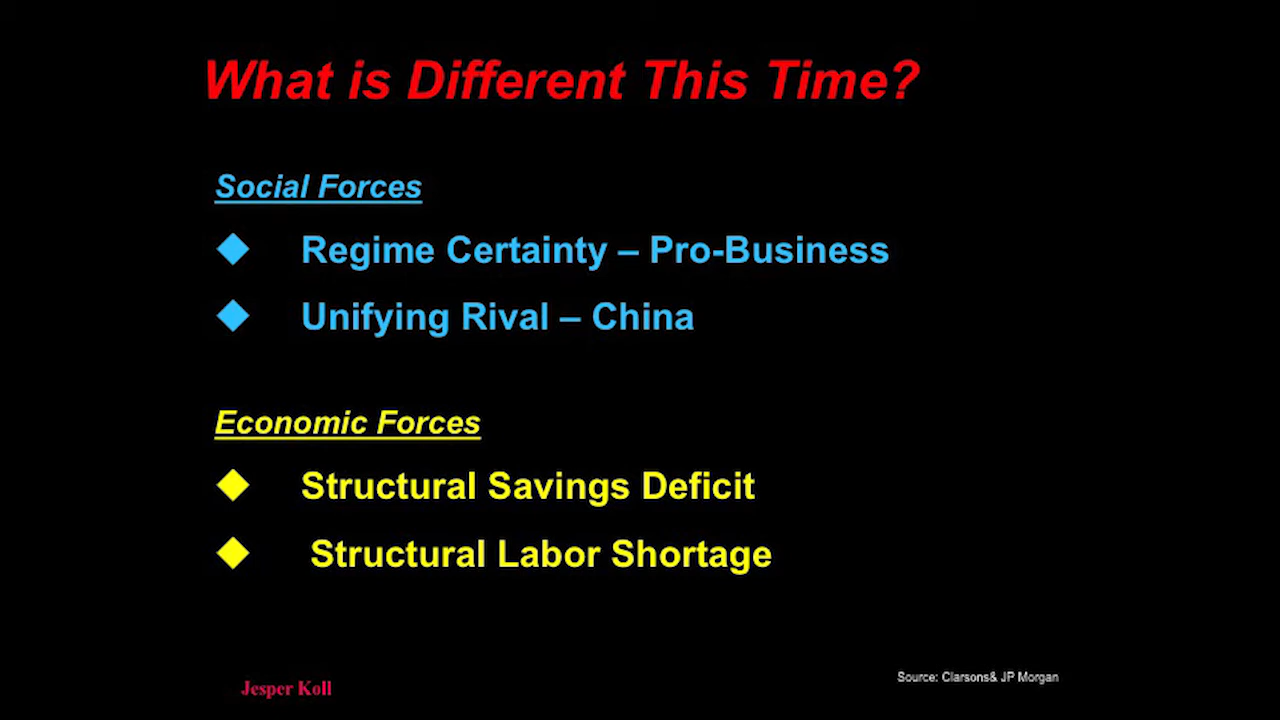 What is Different This Time?
Social Forces
◆ Regime Certainty – Pro-Business
◆ Unifying Rival – China
Economic Forces
◆ Structural Savings Deficit
◆ Structural Labor Shortage
Jesper Koll
Source: Clarsons& JP Morgan